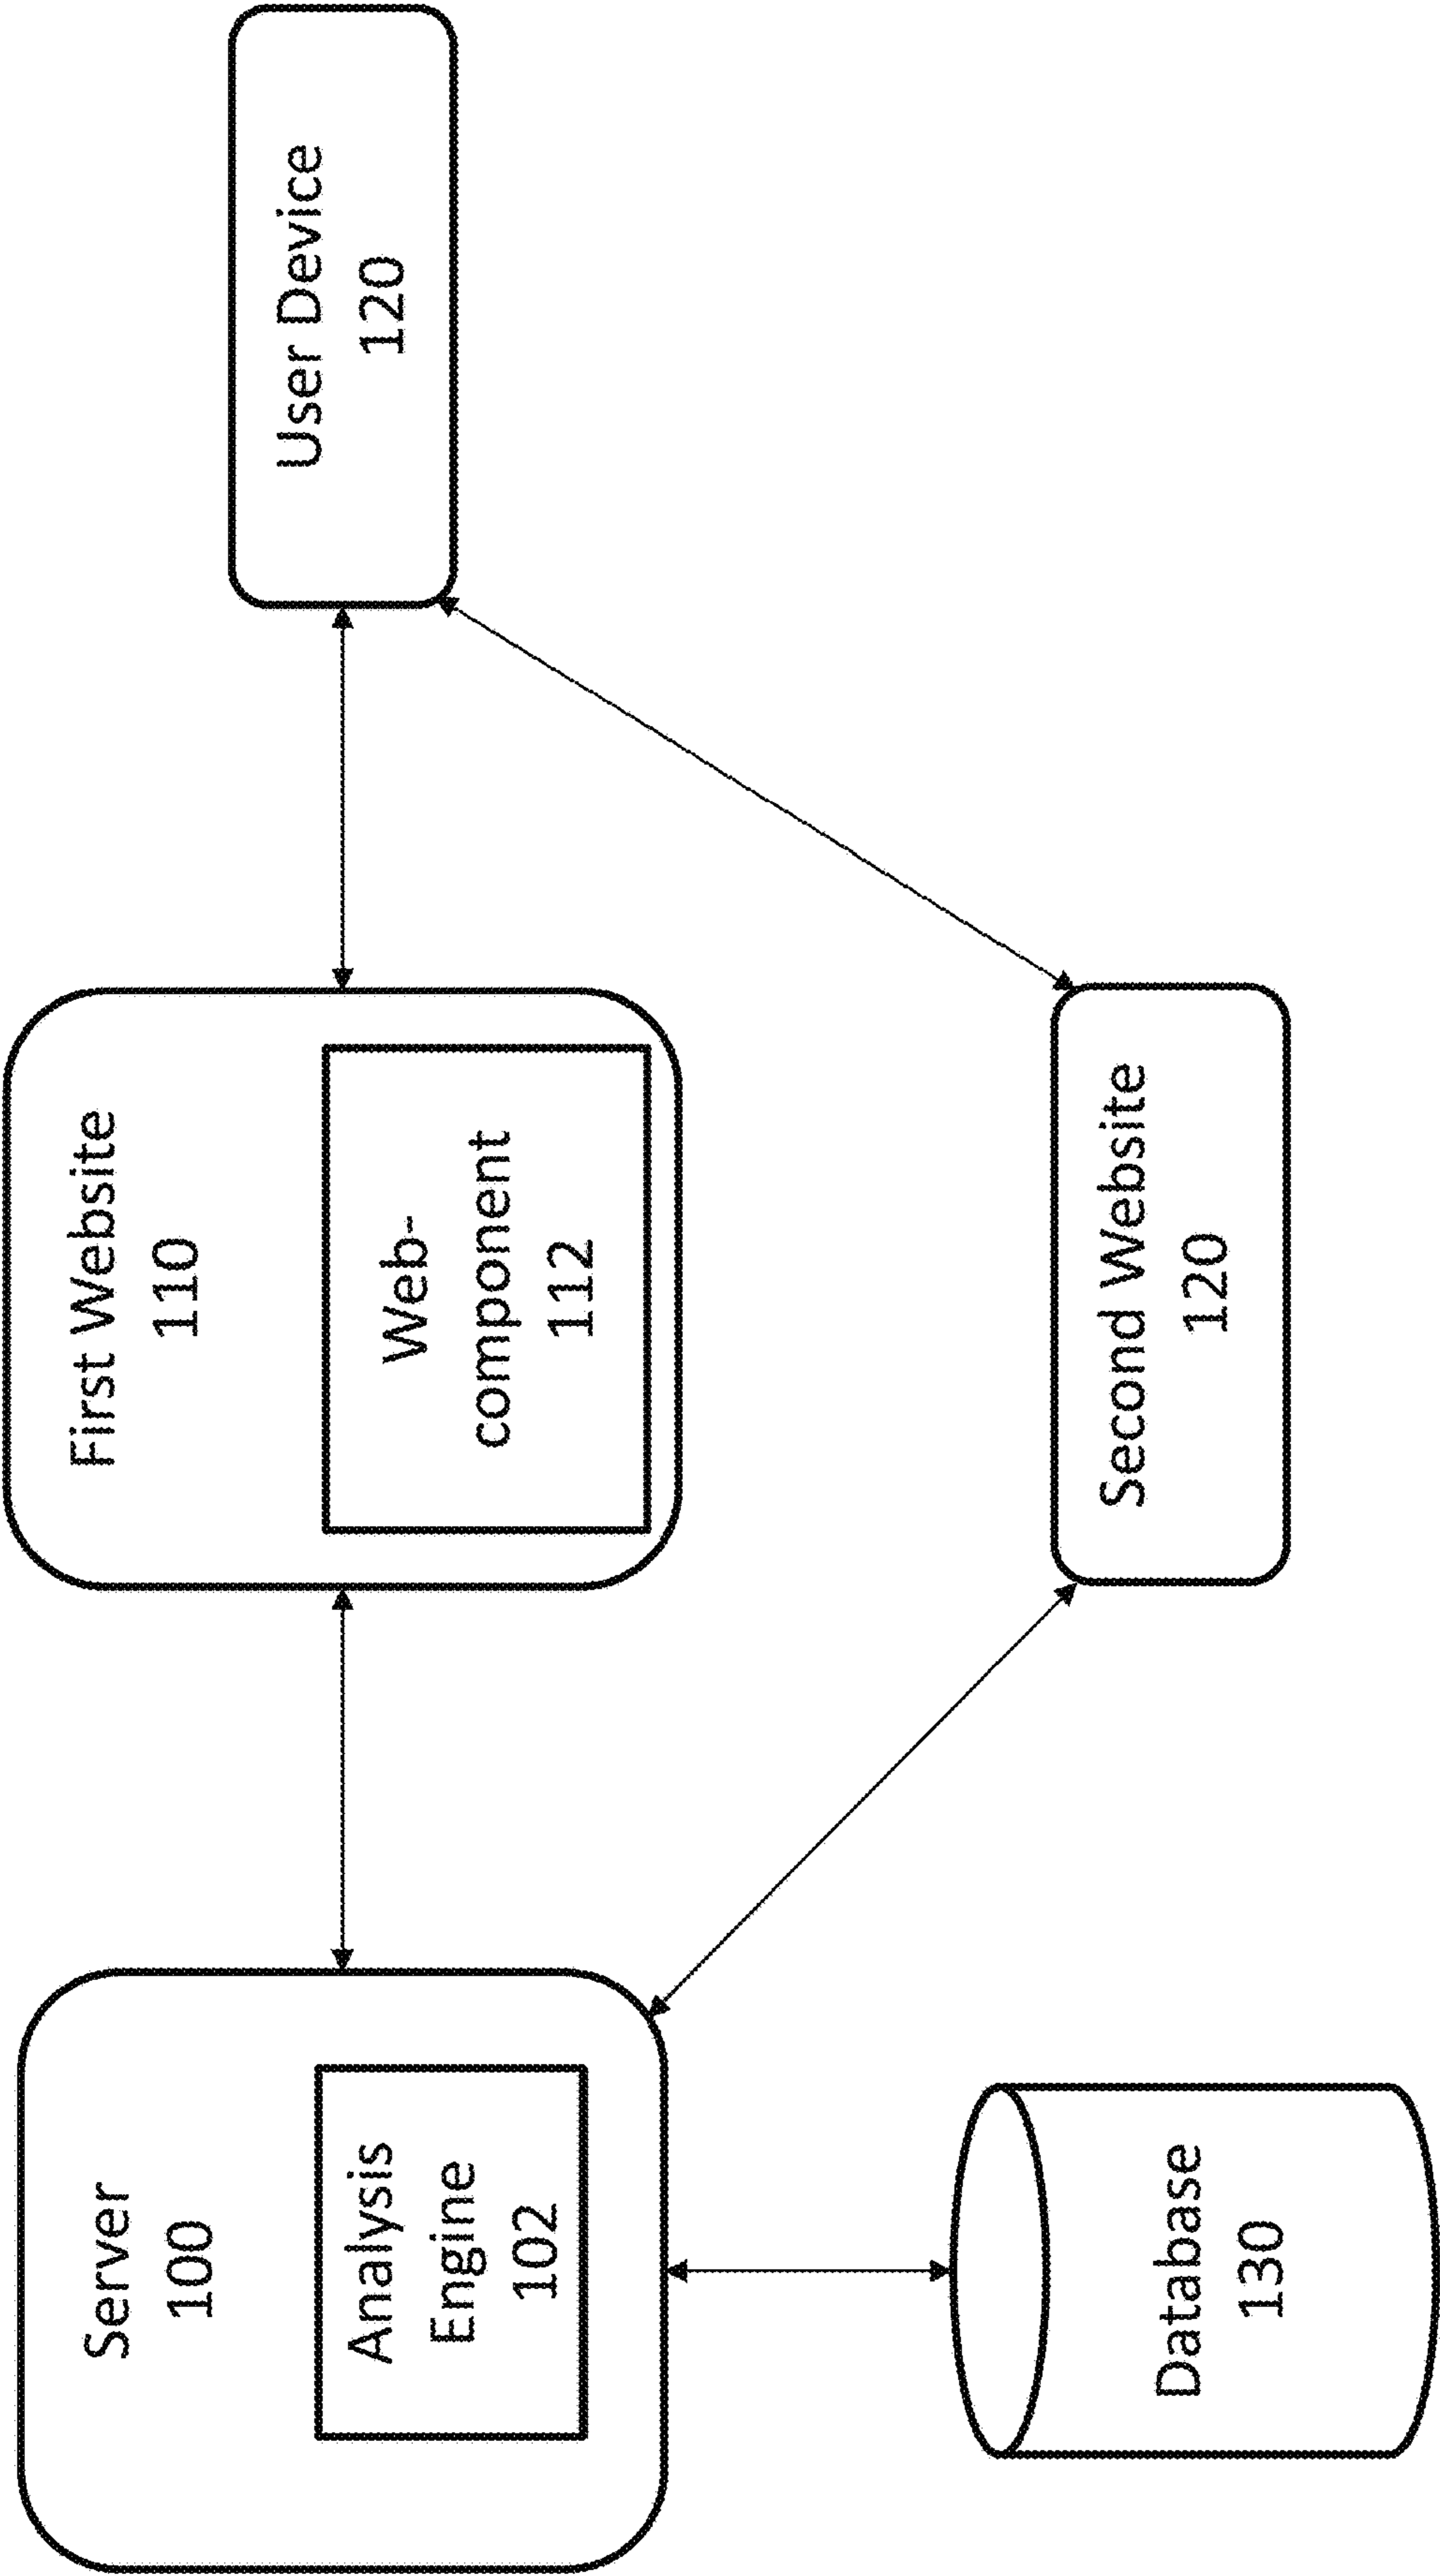 Server
100
Analysis
Engine
102
First Website
110
Web-
component
112
User Device
120
Database
130
Second Website
120